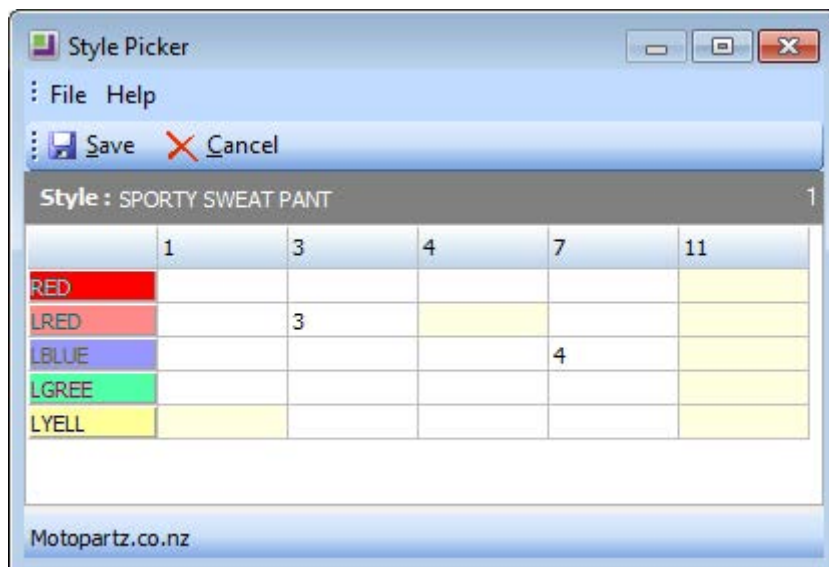 Style Picker
File Help
Save Cancel
Style : SPORTY SWEAT PANT 1
1 3 4 7 11
RED
LRED 3
LBLUE 4
LGREE
LYELL
Motopartz.co.nz